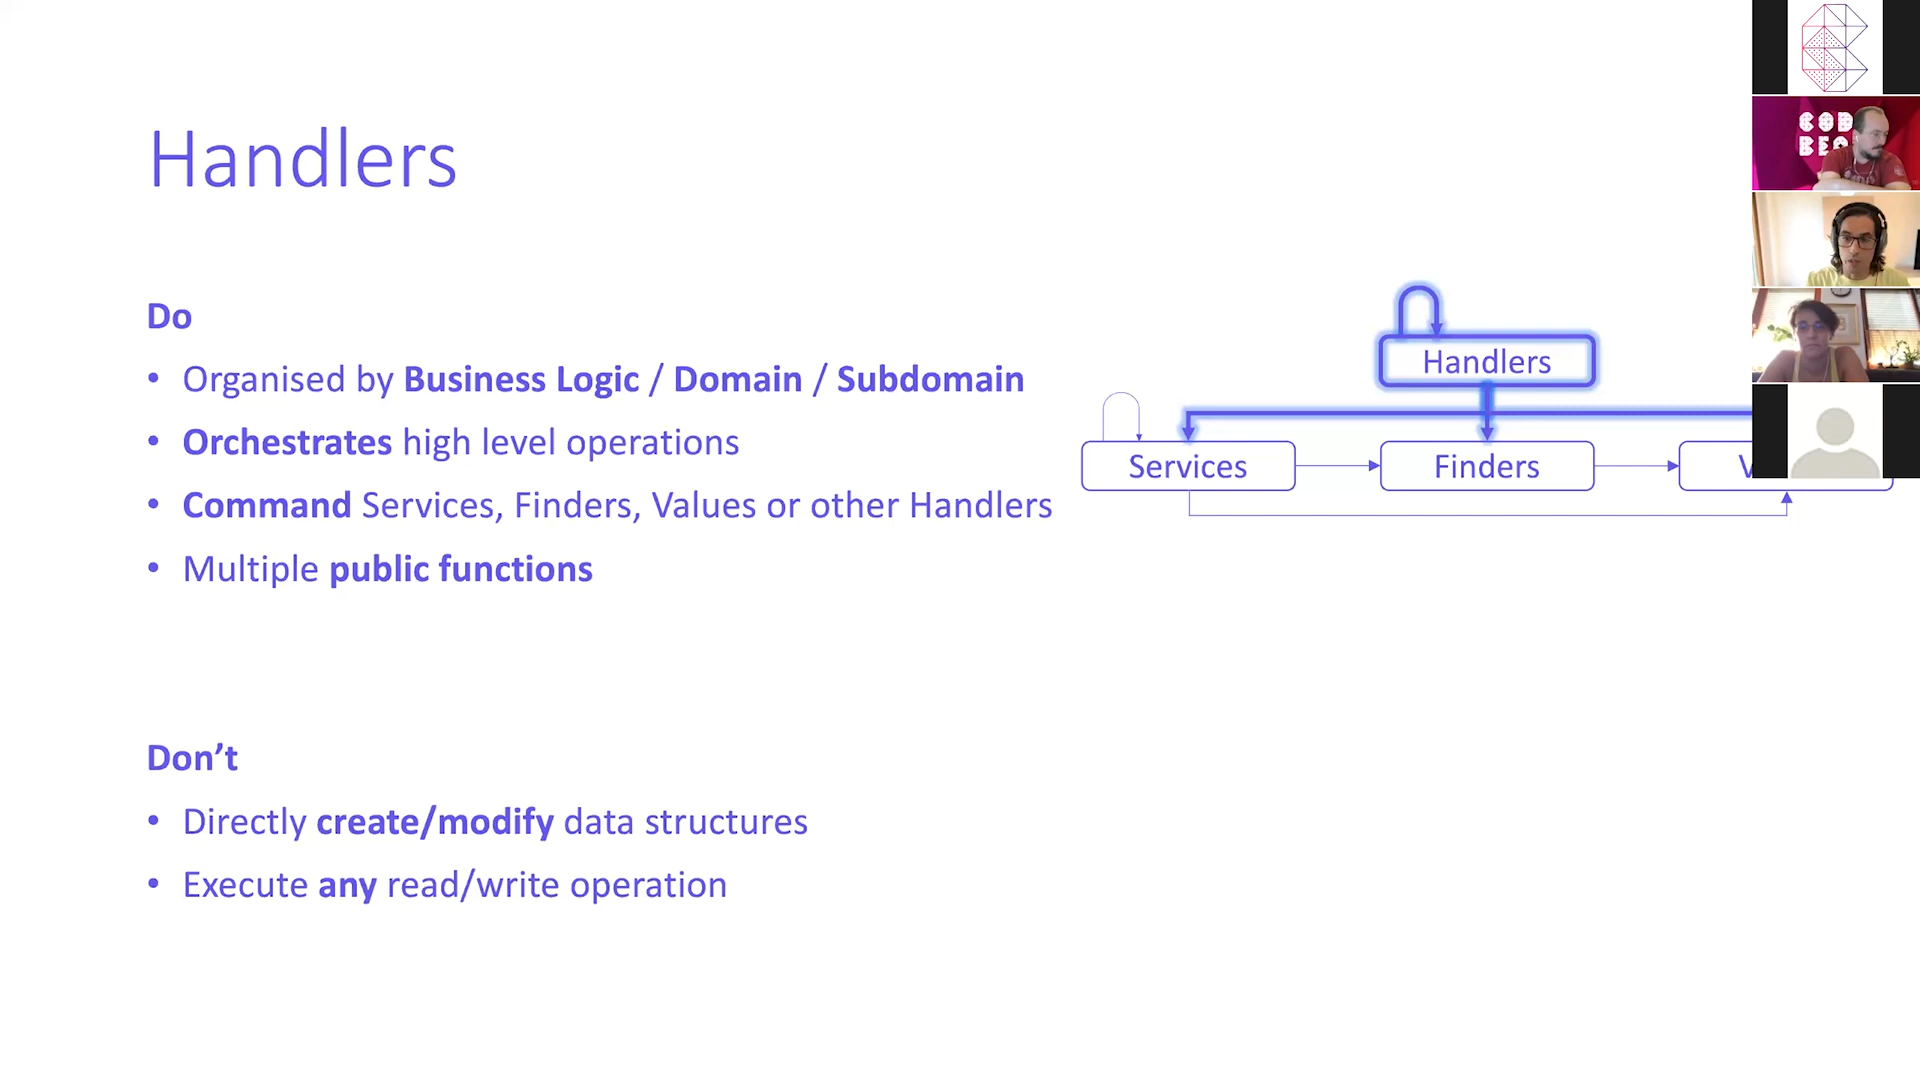 Handlers
Do
• Organised by Business Logic / Domain / Subdomain
• Orchestrates high level operations
• Command Services, Finders, Values or other Handlers
• Multiple public functions
Don’t
• Directly create/modify data structures
• Execute any read/write operation
Handlers
Services
Finders